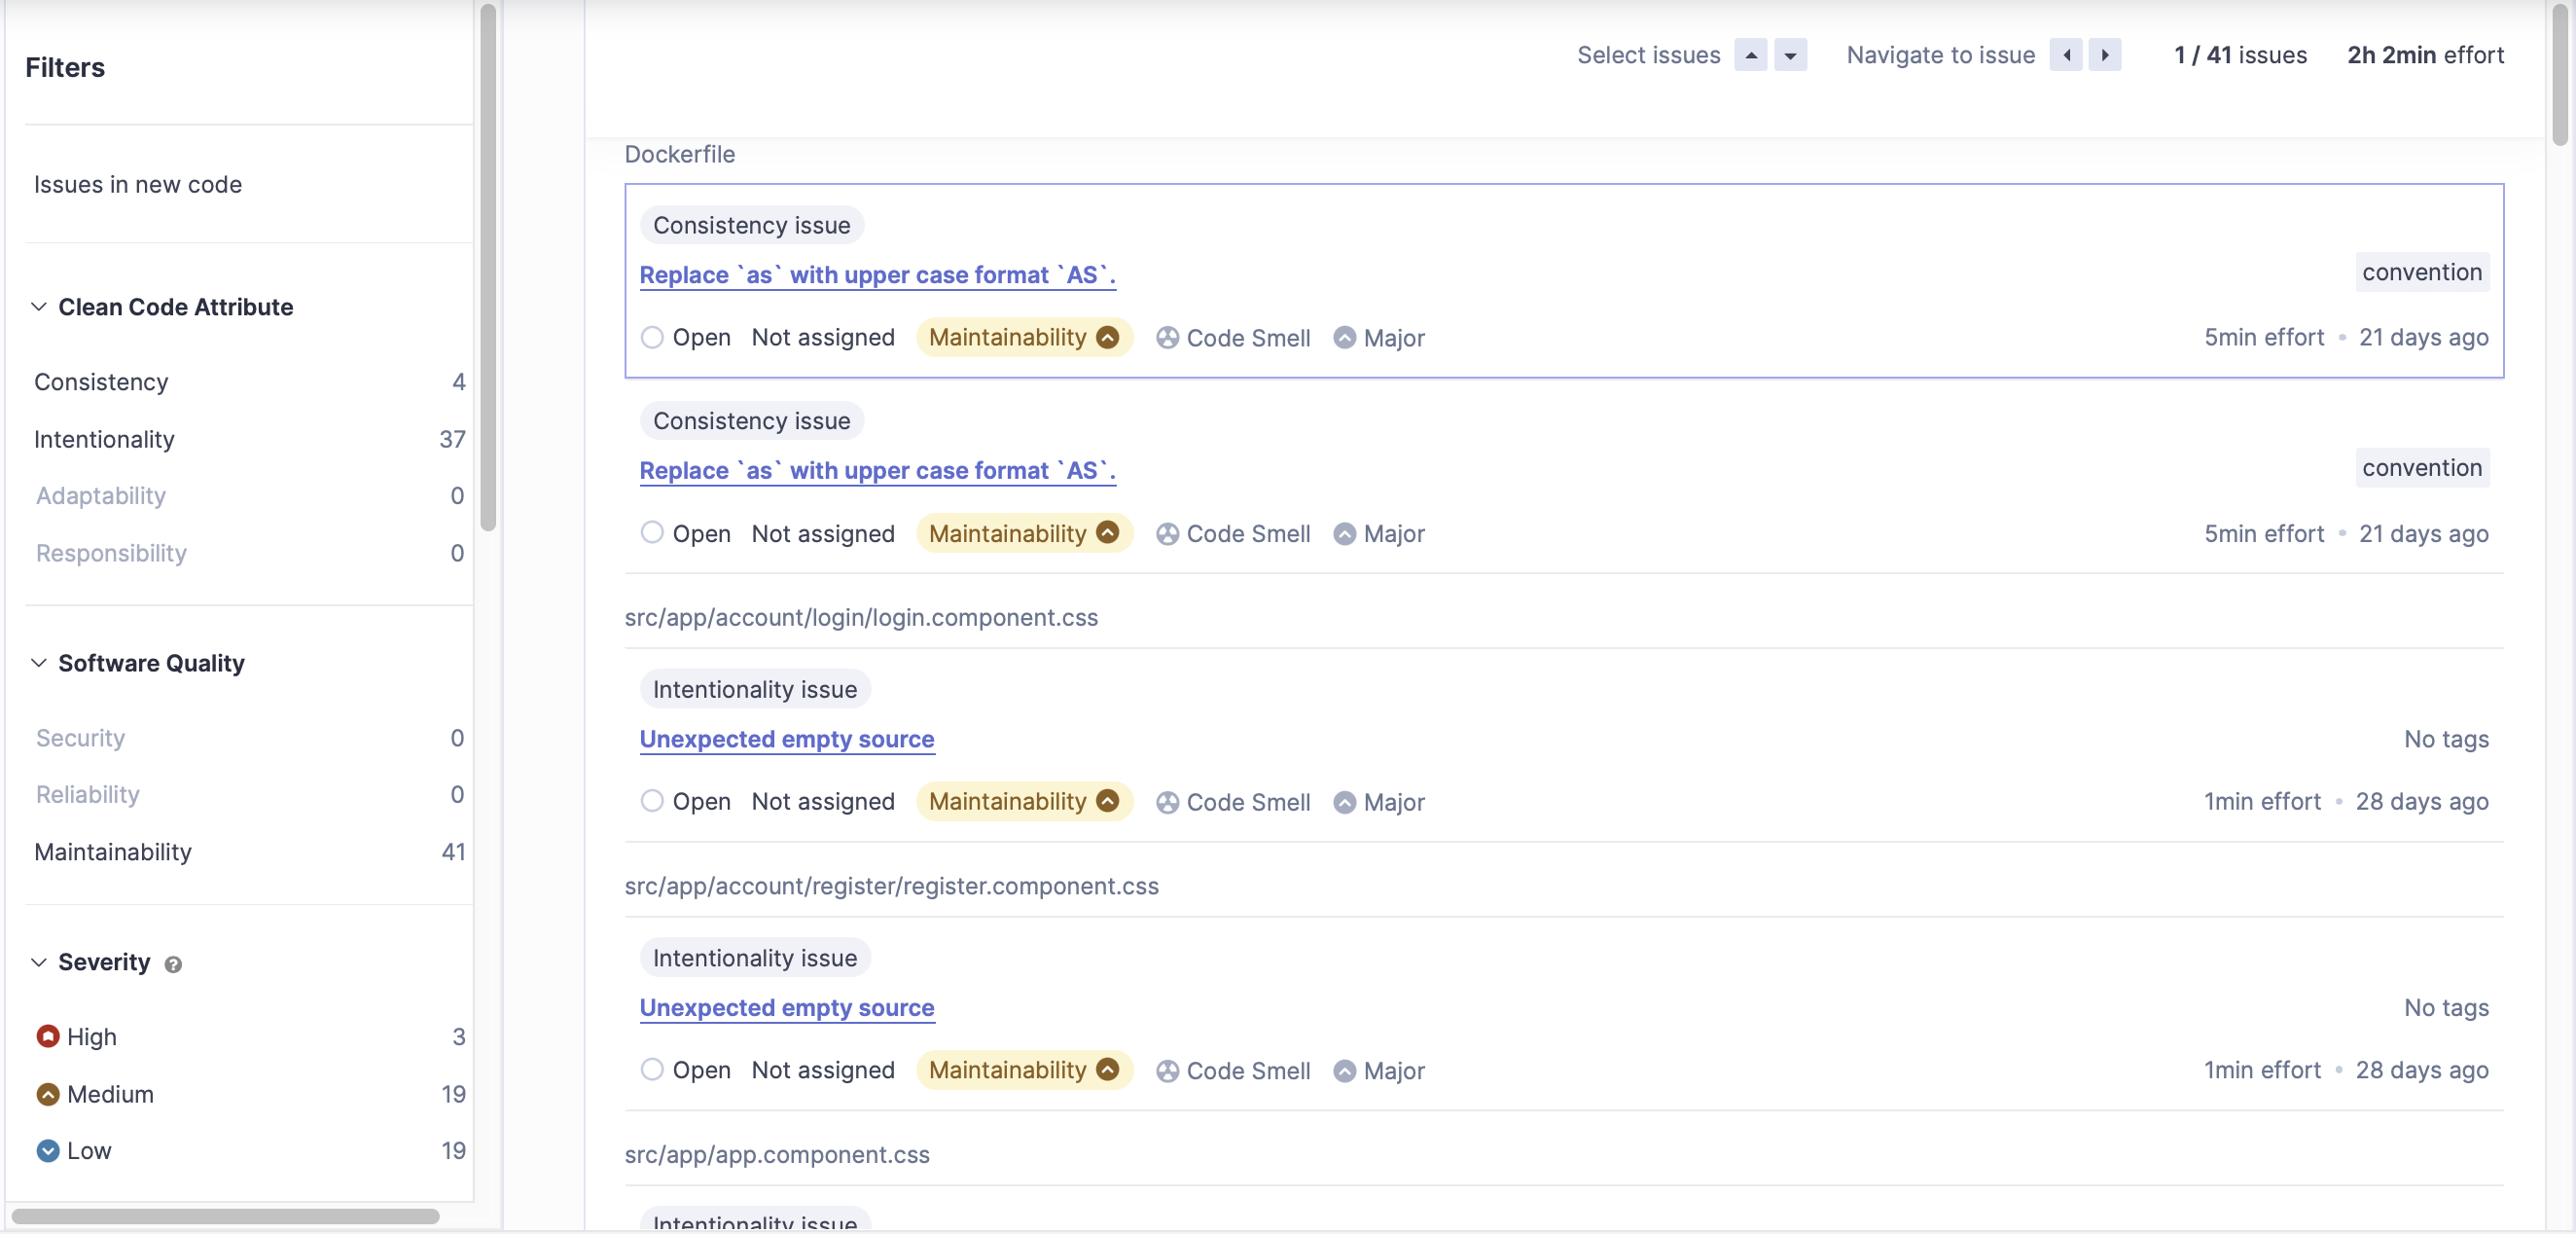 Filters
Issues in new code
Clean Code Attribute
Consistency 4
Intentionality 37
Adaptability 0
Responsibility 0
Software Quality
Security 0
Reliability 0
Maintainability 41
Severity ?
High 3
Medium 19
Low 19
Select issues Navigate to issue 1 / 41 issues 2h 2min effort
Dockerfile
Consistency issue
Replace `as` with upper case format `AS`.
convention
Open Not assigned Maintainability Code Smell Major 5min effort • 21 days ago
Consistency issue
Replace `as` with upper case format `AS`.
convention
Open Not assigned Maintainability Code Smell Major 5min effort • 21 days ago
src/app/account/login/login.component.css
Intentionality issue
Unexpected empty source No tags
Open Not assigned Maintainability Code Smell Major 1min effort • 28 days ago
src/app/account/register/register.component.css
Intentionality issue
Unexpected empty source No tags
Open Not assigned Maintainability Code Smell Major 1min effort • 28 days ago
src/app/app.component.css
Intentionality issue